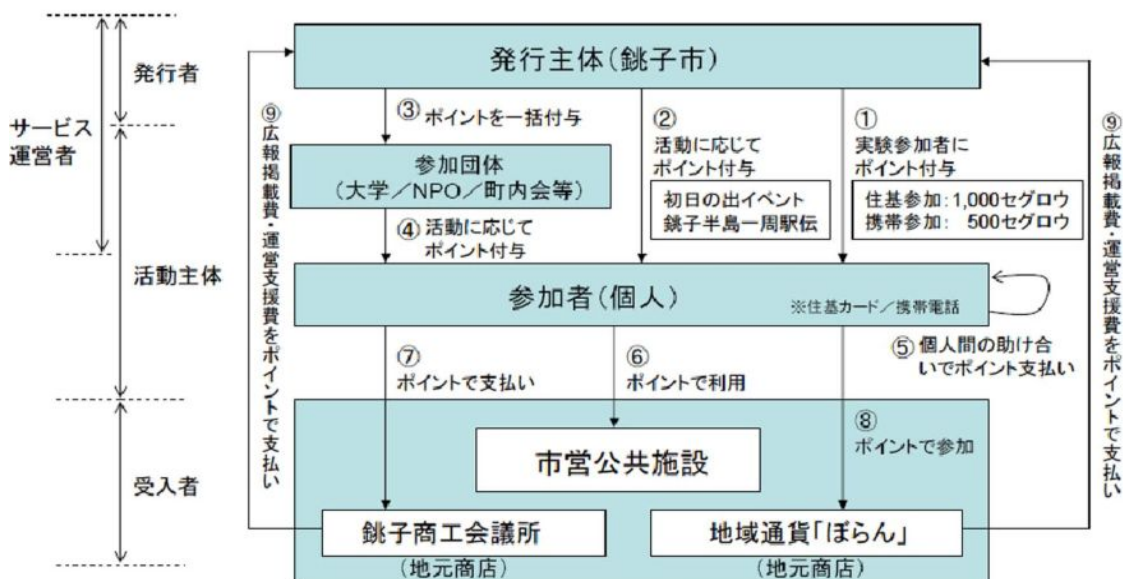 発行主体(銚子市)
発行者
サービス
運営者
活動主体
受入者
⑨広報掲載費・運営支援費をポイントで支払い
③
ポイントを一括付与
②
活動に応じて
ポイント付与
①
実験参加者に
ポイント付与
参加団体
(大学/NPO/町内会等)
初日の出イベント
銚子半島一周駅伝
住基参加:1,000セグロウ
携帯参加: 500セグロウ
④
活動に応じて
ポイント付与
参加者(個人)
※住基カード/携帯電話
⑤
個人間の助け合
いでポイント支払い
⑦
ポイントで支払い
⑥
ポイントで利用
⑧
ポイントで参加
市営公共施設
銚子商工会議所
(地元商店)
地域通貨「ぼらん」
(地元商店)
⑨広報掲載費・運営支援費をポイントで支払い